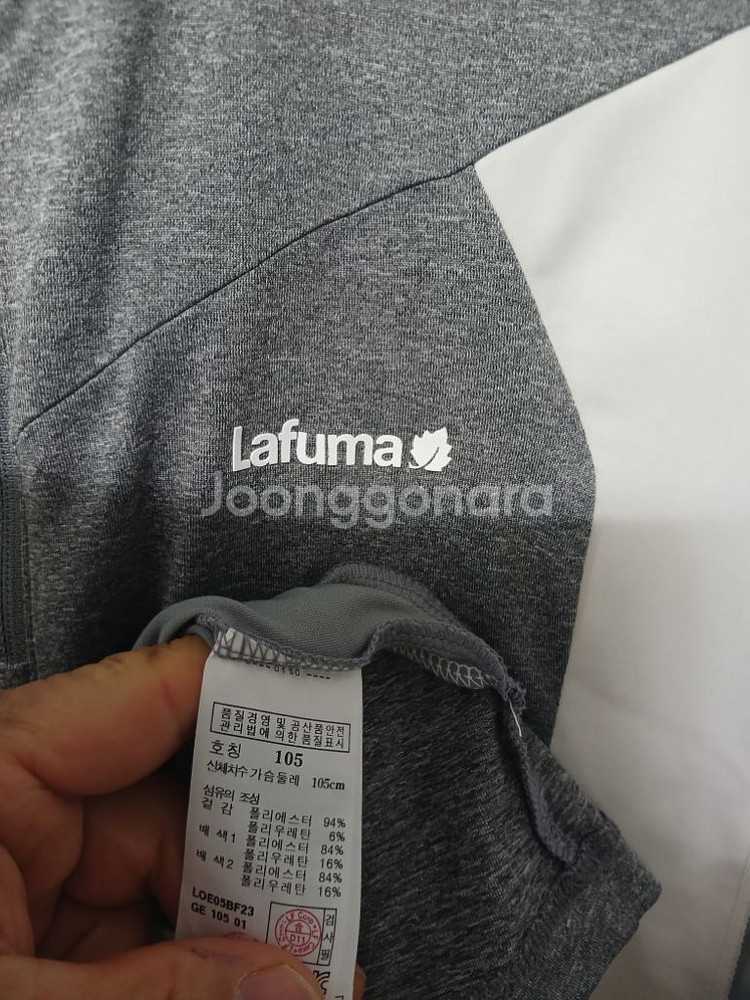 Lafuma
Joonggonara
품질경영 및 공산품안전
관리법에 의한 품질표시
호칭 105
신체치수 가슴둘레 105cm
섬유의 조성
겉감 폴리에스터 94%
폴리우레탄 6%
배색1 폴리에스터 84%
폴리우레탄 16%
배색2 폴리에스터 84%
폴리우레탄 16%
LOE05BF23
GE 105 01
LF Corp
011
검사필